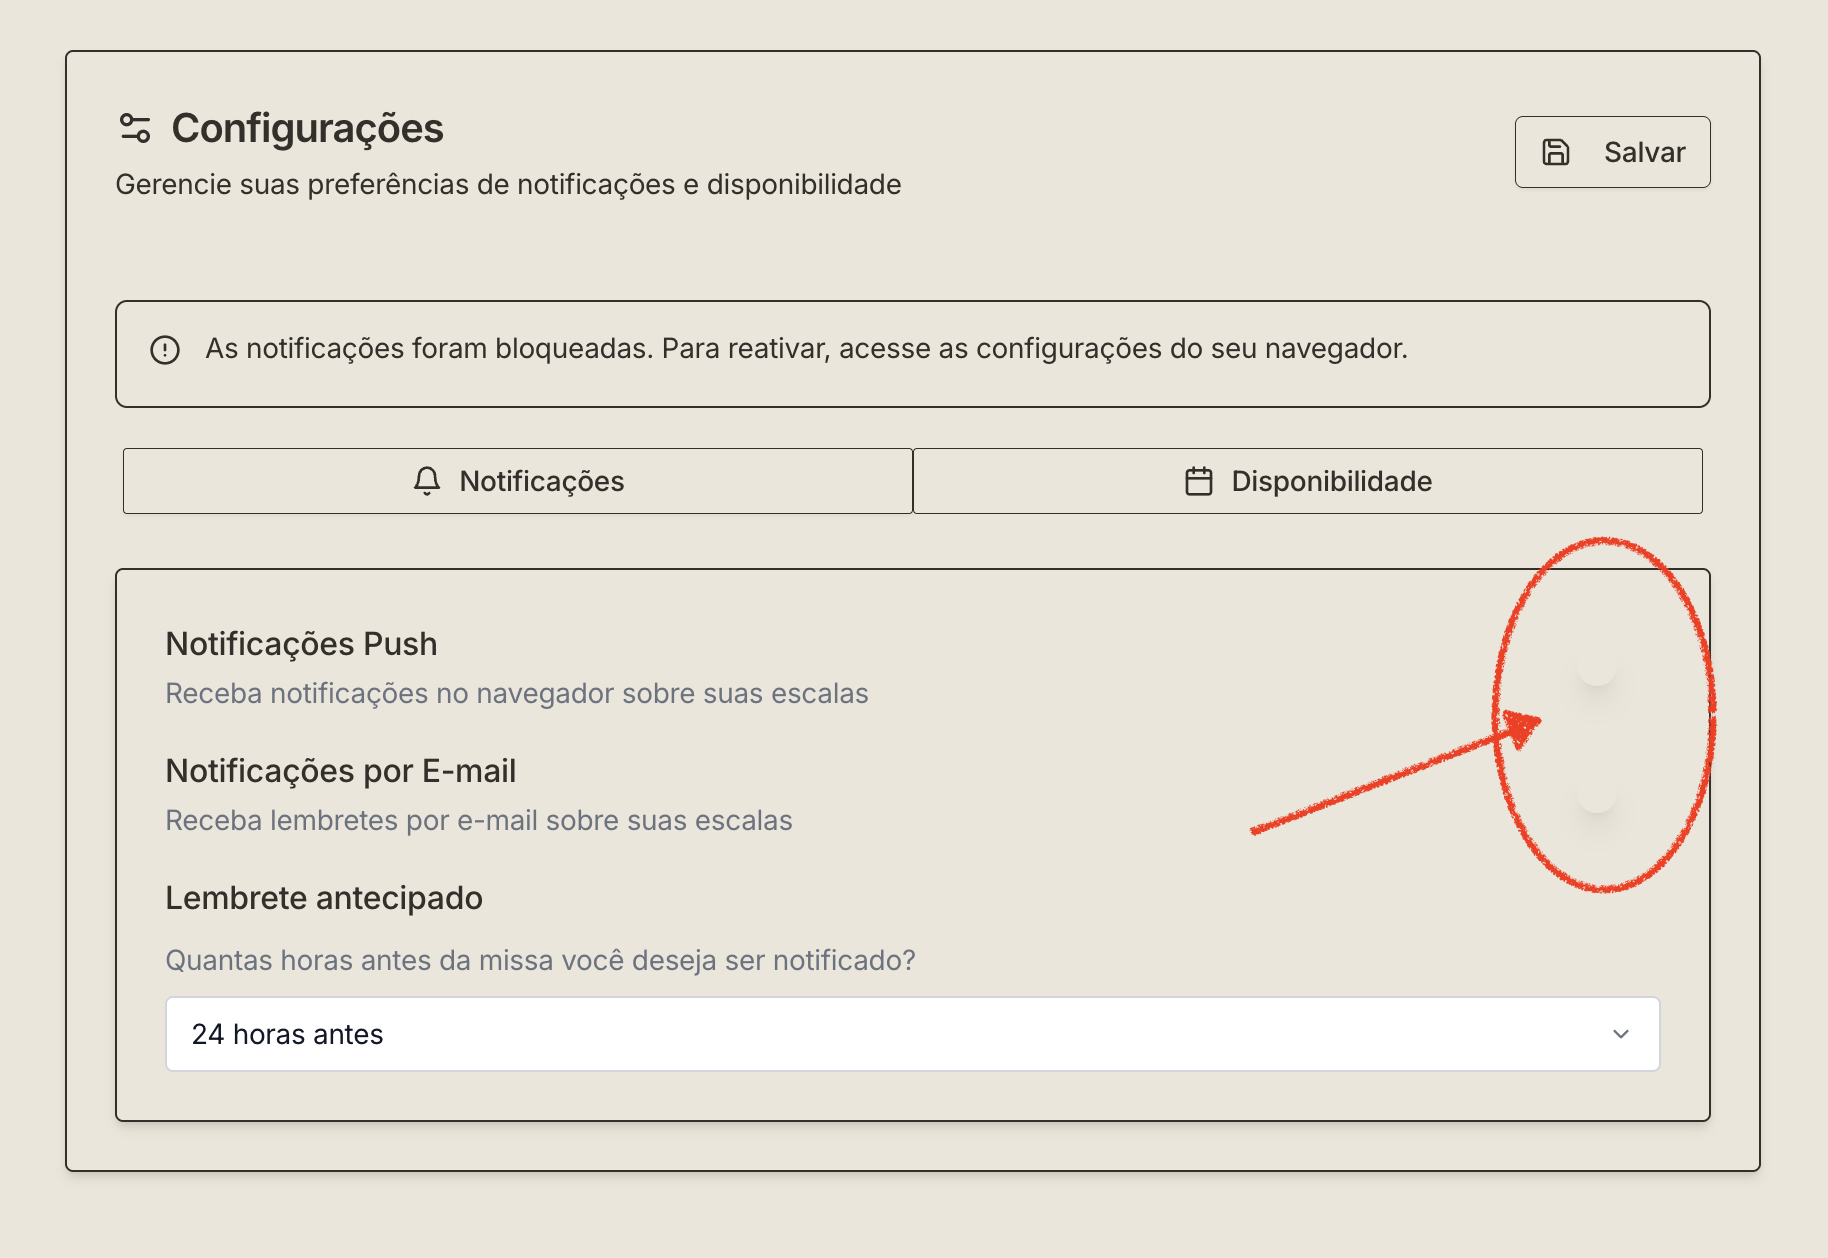 Configurações
Gerencie suas preferências de notificações e disponibilidade
Salvar
As notificações foram bloqueadas. Para reativar, acesse as configurações do seu navegador.
Notificações
Disponibilidade
Notificações Push
Receba notificações no navegador sobre suas escalas
Notificações por E-mail
Receba lembretes por e-mail sobre suas escalas
Lembrete antecipado
Quantas horas antes da missa você deseja ser notificado?
24 horas antes